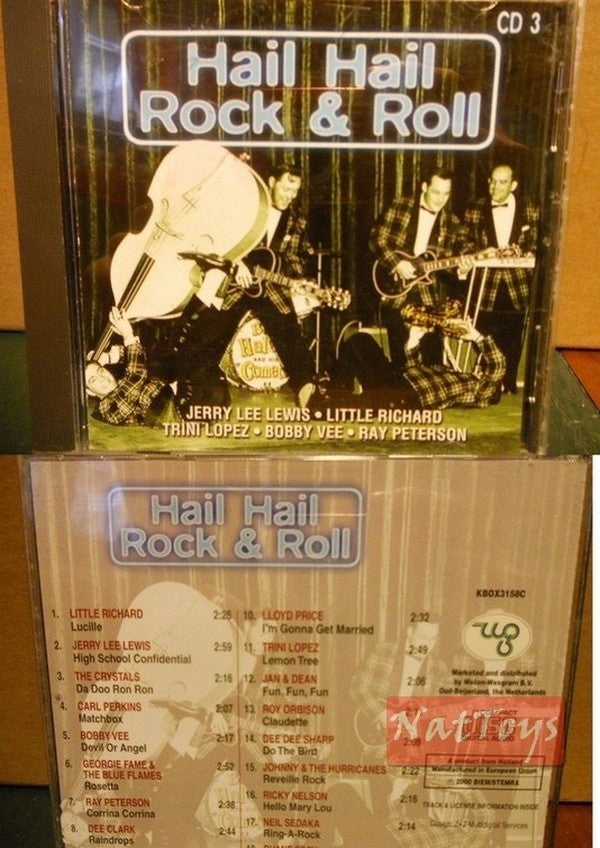 CD 3
Hail Hail
Rock & Roll
JERRY LEE LEWIS • LITTLE RICHARD
TRINI LOPEZ • BOBBY VEE • RAY PETERSON
Hail Hail
Rock & Roll
1. LITTLE RICHARD
Lucille 2:25
2. JERRY LEE LEWIS
High School Confidential 2:59
3. THE CRYSTALS
Da Doo Ron Ron 2:16
4. CARL PERKINS
Matchbox 2:07
5. BOBBY VEE
Devil Or Angel
6. GEORGIE FAME &
THE BLUE FLAMES 2:52
Rosetta
7. RAY PETERSON
Corrina Corrina 2:38
8. DEE CLARK
Raindrops 2:44
10. LLOYD PRICE 2:32
I'm Gonna Get Married
11. TRINI LOPEZ 2:49
Lemon Tree
12. JAN & DEAN 2:06
Fun, Fun, Fun
13. ROY ORBISON
Claudette
14. DEE DEE SHARP 2:08
Do The Bird
15. JOHNNY & THE HURRICANES 2:22
Reveille Rock
16. RICKY NELSON 2:16
Hello Mary Lou
17. NEIL SEDAKA 2:14
Ring-A-Rock
KBOX3158C
Marketed and distributed
by Weton-Wesgram B.V.
Oud-Beijerland, the Netherlands
COMPACT
DIGITAL AUDIO
A product from Holland
Manufactured in European Union
℗ 2000 BIEM/STEMRA
TRACK & LICENSE INFORMATION INSIDE
Design: Z+Z Multidigital Services
NatToys